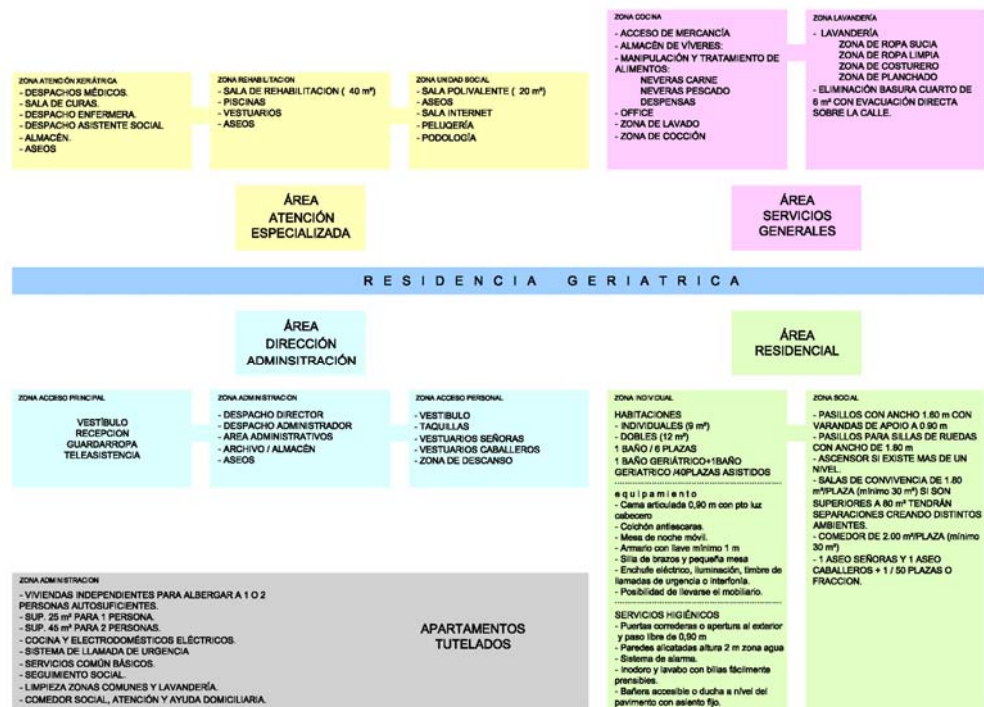 ZONA COCINA
- ACCESO DE MERCANCÍA
- ALMACÉN DE VÍVERES:
- MANIPULACIÓN Y TRATAMIENTO DE
ALIMENTOS:
NEVERAS CARNE
NEVERAS PESCADO
DESPENSAS
- OFFICE
- ZONA DE LAVADO
- ZONA DE COCCIÓN
ZONA LAVANDERÍA
- LAVANDERÍA
ZONA DE ROPA SUCIA
ZONA DE ROPA LIMPIA
ZONA DE COSTURERO
ZONA DE PLANCHADO
- ELIMINACIÓN BASURA CUARTO DE
6 m² CON EVACUACIÓN DIRECTA
SOBRE LA CALLE.
ZONA ATENCIÓN XERIÁTRICA
- DESPACHOS MÉDICOS.
- SALA DE CURAS.
- DESPACHO ENFERMERA.
- DESPACHO ASISTENTE SOCIAL
- ALMACÉN.
- ASEOS
ZONA REHABILITACION
- SALA DE REHABILITACION ( 40 m²)
- PISCINAS
- VESTUARIOS
- ASEOS
ZONA UNIDAD SOCIAL
- SALA POLIVALENTE ( 20 m²)
- ASEOS
- SALA INTERNET
- PELUQERÍA
- PODOLOGÍA
ÁREA
ATENCIÓN
ESPECIALIZADA
ÁREA
SERVICIOS
GENERALES
RESIDENCIA GERIATRICA
ÁREA
DIRECCIÓN
ADMINSITRACIÓN
ÁREA
RESIDENCIAL
ZONA ACCESO PRINCIPAL
VESTÍBULO
RECEPCION
GUARDARROPA
TELEASISTENCIA
ZONA ADMINISTRACION
- DESPACHO DIRECTOR
- DESPACHO ADMINISTRADOR
- AREA ADMINISTRATIVOS
- ARCHIVO / ALMACÉN
- ASEOS
ZONA ACCESO PERSONAL
- VESTIBULO
- TAQUILLAS
- VESTUARIOS SEÑORAS
- VESTUARIOS CABALLEROS
- ZONA DE DESCANSO
ZONA INDIVIDUAL
HABITACIONES
- INDIVIDUALES (9 m²)
- DOBLES (12 m²)
1 BAÑO / 6 PLAZAS
1 BAÑO GERIÁTRICO+1BAÑO
GERIATRICO /40PLAZAS ASISTIDOS
equipamiento
- Cama articulada 0,90 m con pto luz
cabecero
- Colchón antiescaras.
- Mesa de noche móvil.
- Armario con llave mínimo 1 m
- Silla de brazos y pequeña mesa
- Enchufe eléctrico, iluminación, timbre de
llamadas de urgencia o interfonía.
- Posibilidad de llevarse el mobiliario.
SERVICIOS HIGIÉNICOS
- Puertas correderas o apertura al exterior
y paso libre de 0,90 m
- Paredes alicatadas altura 2 m zona agua
- Sistema de alarma.
- Inodoro y lavabo con billas fácilmente
prensibles.
- Bañera accesible o ducha a nível del
pavimento con asiento fijo.
ZONA SOCIAL
- PASILLOS CON ANCHO 1.60 m CON
VARANDAS DE APOIO A 0.90 m
- PASILLOS PARA SILLAS DE RUEDAS
CON ANCHO DE 1.80 m
- ASCENSOR SI EXISTE MAS DE UN
NIVEL.
- SALAS DE CONVIVENCIA DE 1.80
m²/PLAZA (mínimo 30 m²) SI SON
SUPERIORES A 80 m² TENDRÁN
SEPARACIONES CREANDO DISTINTOS
AMBIENTES.
- COMEDOR DE 2.00 m²/PLAZA (mínimo
30 m²)
- 1 ASEO SEÑORAS Y 1 ASEO
CABALLEROS + 1 / 50 PLAZAS O
FRACCION.
ZONA ADMINISTRACION
- VIVIENDAS INDEPENDIENTES PARA ALBERGAR A 1 O 2
PERSONAS AUTOSUFICIENTES.
- SUP. 25 m² PARA 1 PERSONA.
- SUP. 45 m² PARA 2 PERSONAS.
- COCINA Y ELECTRODOMÉSTICOS ELÉCTRICOS.
- SISTEMA DE LLAMADA DE URGENCIA
- SERVICIOS COMÚN BÁSICOS.
- SEGUIMIENTO SOCIAL.
- LIMPIEZA ZONAS COMUNES Y LAVANDERÍA.
- COMEDOR SOCIAL, ATENCIÓN Y AYUDA DOMICILIARIA.
APARTAMENTOS
TUTELADOS